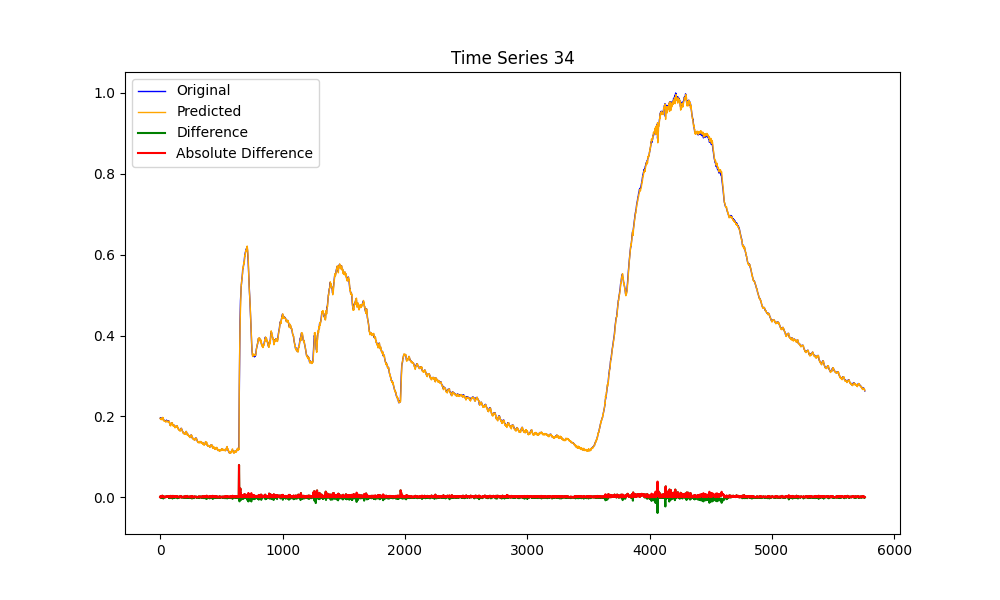 Time Series 34
Original
Predicted
Difference
Absolute Difference
1.0
0.8
0.6
0.4
0.2
0.0
0 1000 2000 3000 4000 5000 6000